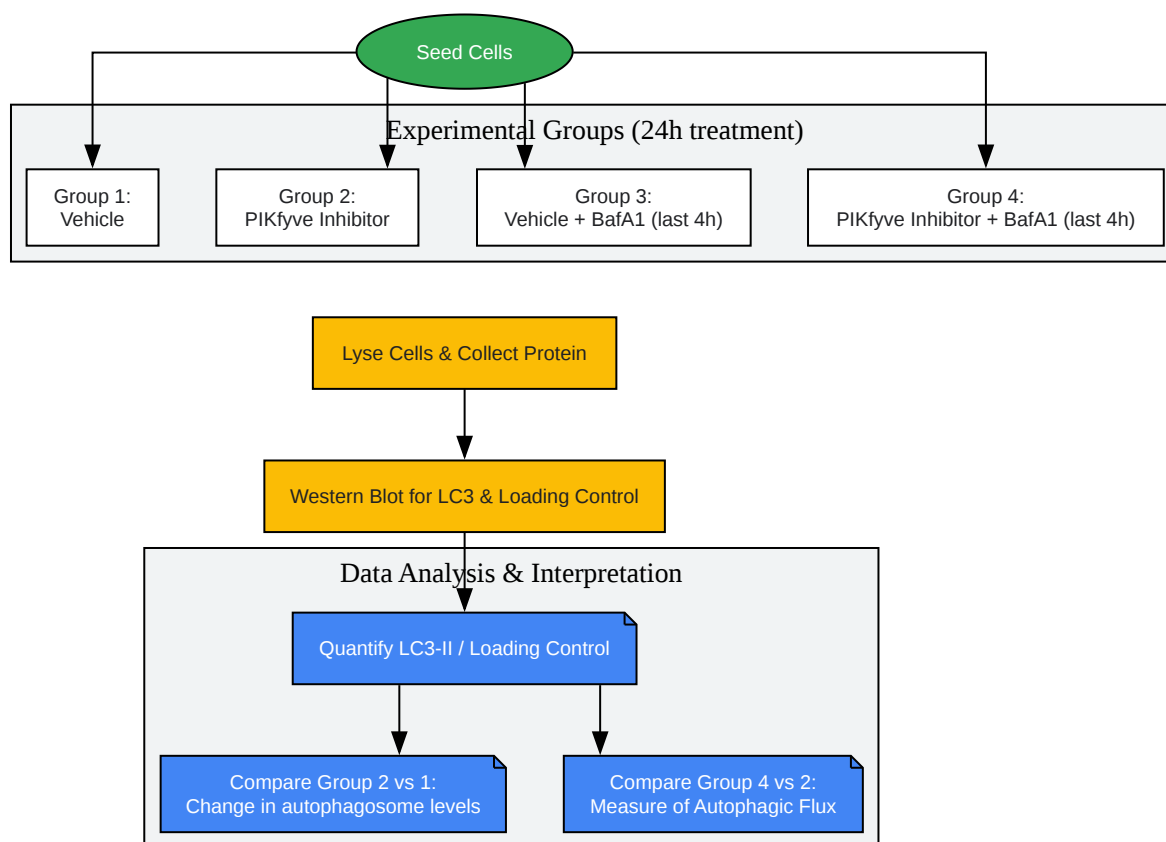 Seed Cells
Experimental Groups (24h treatment)
Group 1:
Vehicle
Group 2:
PIKfyve Inhibitor
Group 3:
Vehicle + BafA1 (last 4h)
Group 4:
PIKfyve Inhibitor + BafA1 (last 4h)
Lyse Cells & Collect Protein
Western Blot for LC3 & Loading Control
Data Analysis & Interpretation
Quantify LC3-II / Loading Control
Compare Group 2 vs 1:
Change in autophagosome levels
Compare Group 4 vs 2:
Measure of Autophagic Flux